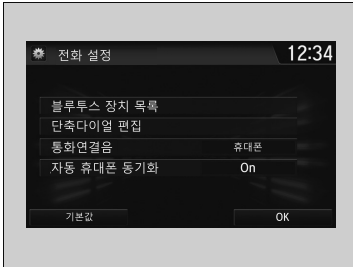 전화 설정 12:34
블루투스 장치 목록
단축다이얼 편집
통화연결음 휴대폰
자동 휴대폰 동기화 On
기본값 OK